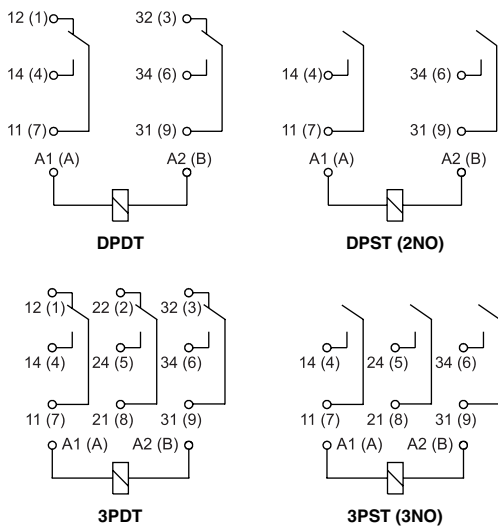 12 (1) 32 (3)
14 (4) 34 (6) 14 (4) 34 (6)
11 (7) 31 (9) 11 (7) 31 (9)
A1 (A) A2 (B) A1 (A) A2 (B)
DPDT DPST (2NO)
12 (1) 22 (2) 32 (3)
14 (4) 24 (5) 34 (6) 14 (4) 24 (5) 34 (6)
11 (7) 21 (8) 31 (9) 11 (7) 21 (8) 31 (9)
A1 (A) A2 (B) A1 (A) A2 (B)
3PDT 3PST (3NO)